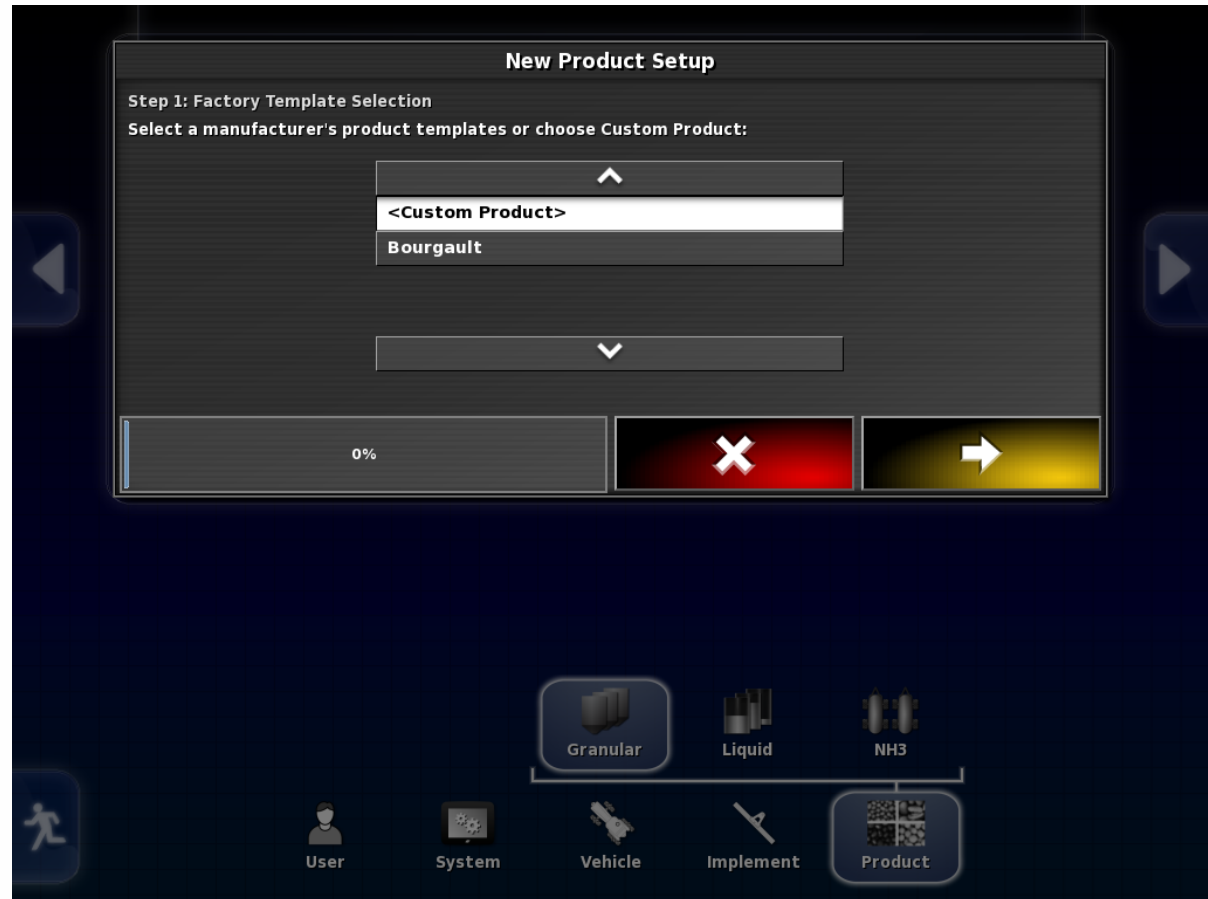 New Product Setup
Step 1: Factory Template Selection
Select a manufacturer's product templates or choose Custom Product:
<Custom Product>
Bourgault
0%
Granular
Liquid
NH3
User
System
Vehicle
Implement
Product